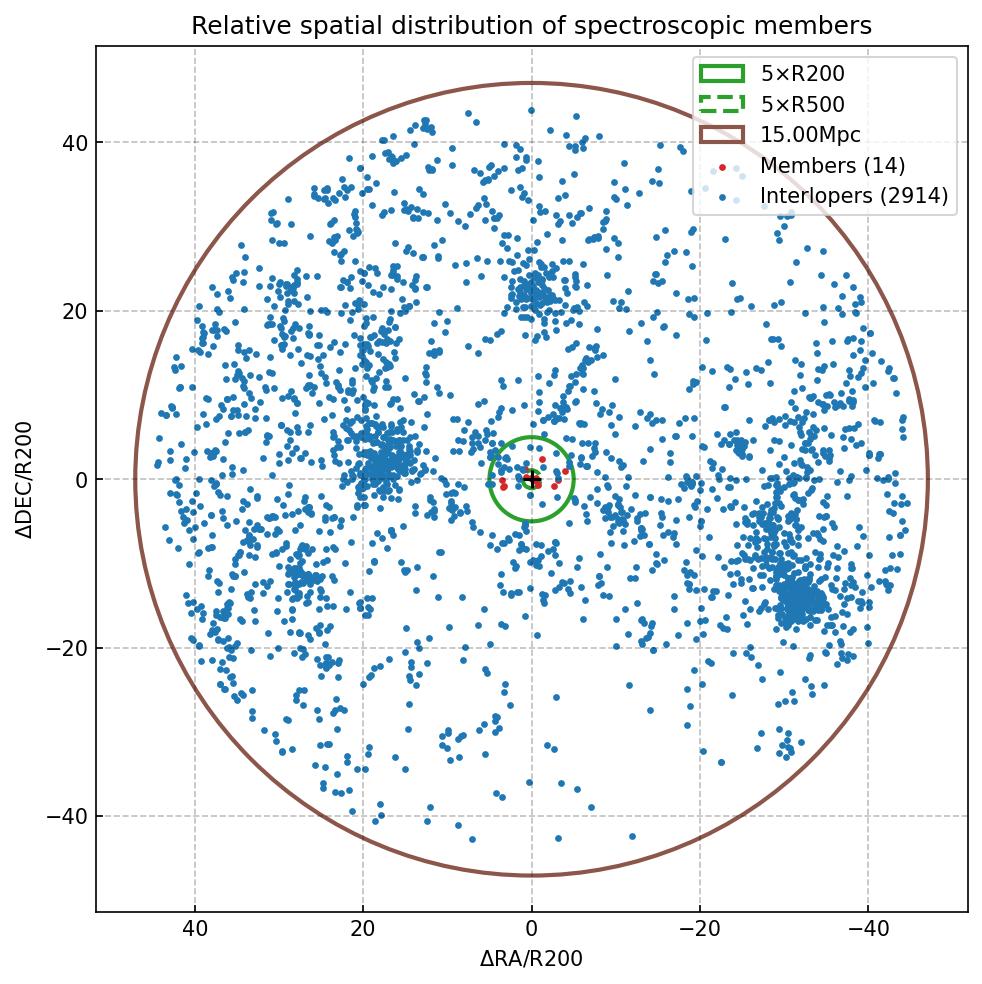 Relative spatial distribution of spectroscopic members
5×R200
5×R500
15.00Mpc
Members (14)
Interlopers (2914)
40
20
0
−20
−40
ΔDEC/R200
40
20
0
−20
−40
ΔRA/R200